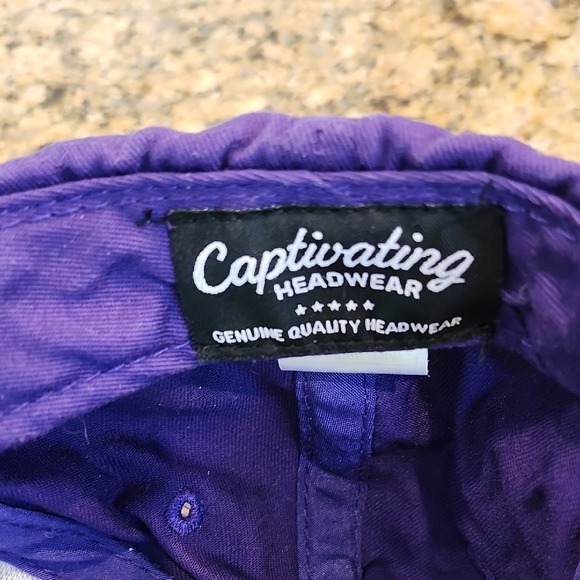 Captivating
HEADWEAR
★★★★★
GENUINE QUALITY HEADWEAR